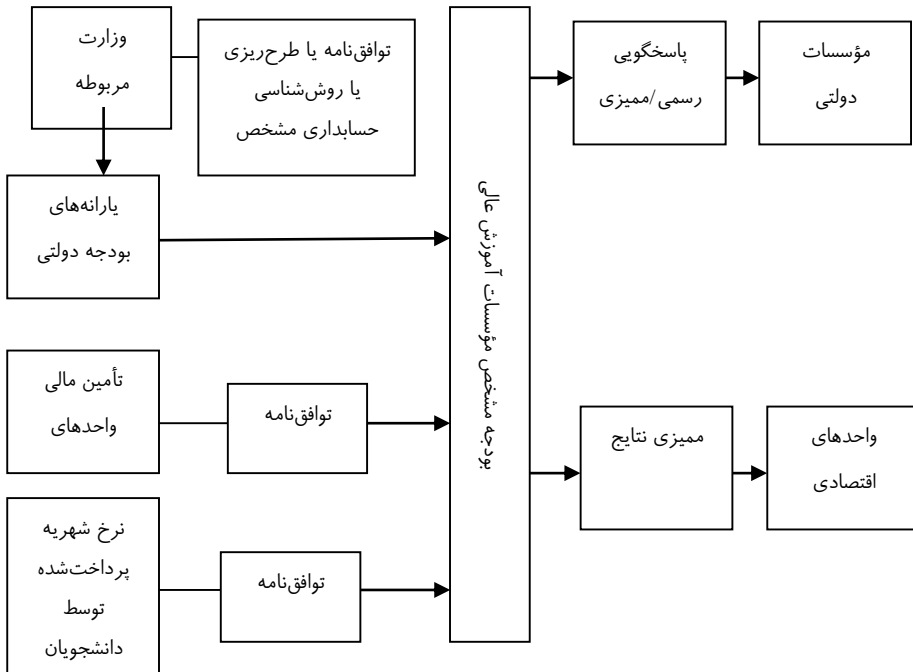 وزارت
مربوطه
توافق‌نامه یا طرح‌ریزی
یا روش‌شناسی
حسابداری مشخص
یارانه‌های
بودجه دولتی
تأمین مالی
واحدهای
توافق‌نامه
نرخ شهریه
پرداخت‌شده
توسط
دانشجویان
توافق‌نامه
بودجه مشخص مؤسسات آموزش عالی
پاسخگویی
رسمی/ممیزی
مؤسسات
دولتی
ممیزی نتایج
واحدهای
اقتصادی